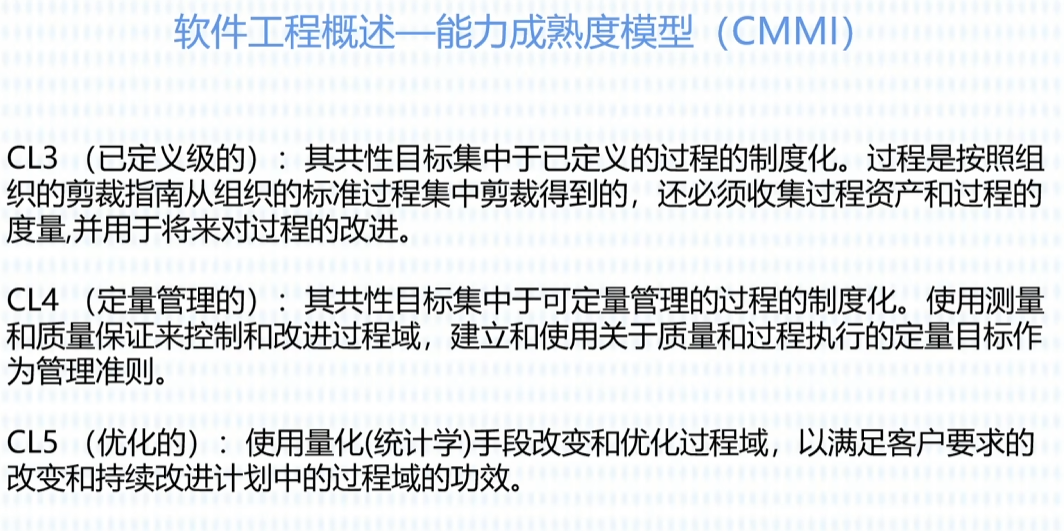 软件工程概述—能力成熟度模型（CMMI）
CL3 （已定义级的）：其共性目标集中于已定义的过程的制度化。过程是按照组
织的剪裁指南从组织的标准过程集中剪裁得到的，还必须收集过程资产和过程的
度量,并用于将来对过程的改进。
CL4 （定量管理的）：其共性目标集中于可定量管理的过程的制度化。使用测量
和质量保证来控制和改进过程域，建立和使用关于质量和过程执行的定量目标作
为管理准则。
CL5 （优化的）：使用量化(统计学)手段改变和优化过程域，以满足客户要求的
改变和持续改进计划中的过程域的功效。